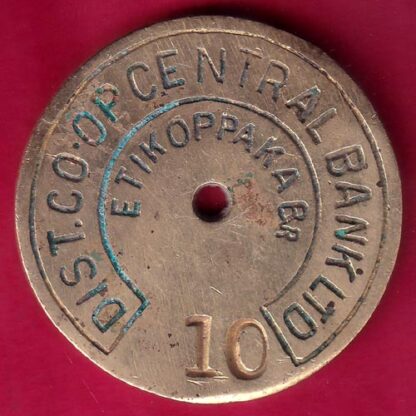 DIST.CO.OP CENTRAL BANK LTD
ETIKOPPAKA BR
10